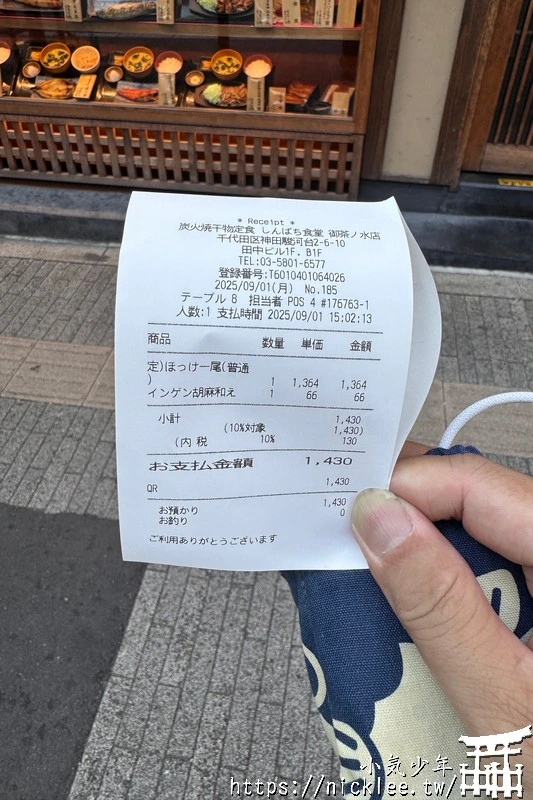 * Receipt *
炭火焼干物定食 しんぱち食堂 御茶ノ水店
千代田区神田駿河台2-6-10
田中ビル1F. B1F
TEL:03-5801-6577
登録番号:T6010401064026
2025/09/01(月) No.185
テーブル 8 担当者 POS 4 #176763-1
人数:1 支払時間 2025/09/01 15:02:13
商品 数量 単価 金額
定)ほっけ一尾(普通
)
1 1,364 1,364
インゲン胡麻和え 1 66 66
小計 1,430
(10%対象 1,430)
(内 税 10% 130
お支払金額 1,430
QR 1,430
お預かり 1,430
お釣り 0
ご利用ありがとうございます
小氣少年
https://nicklee.tw/